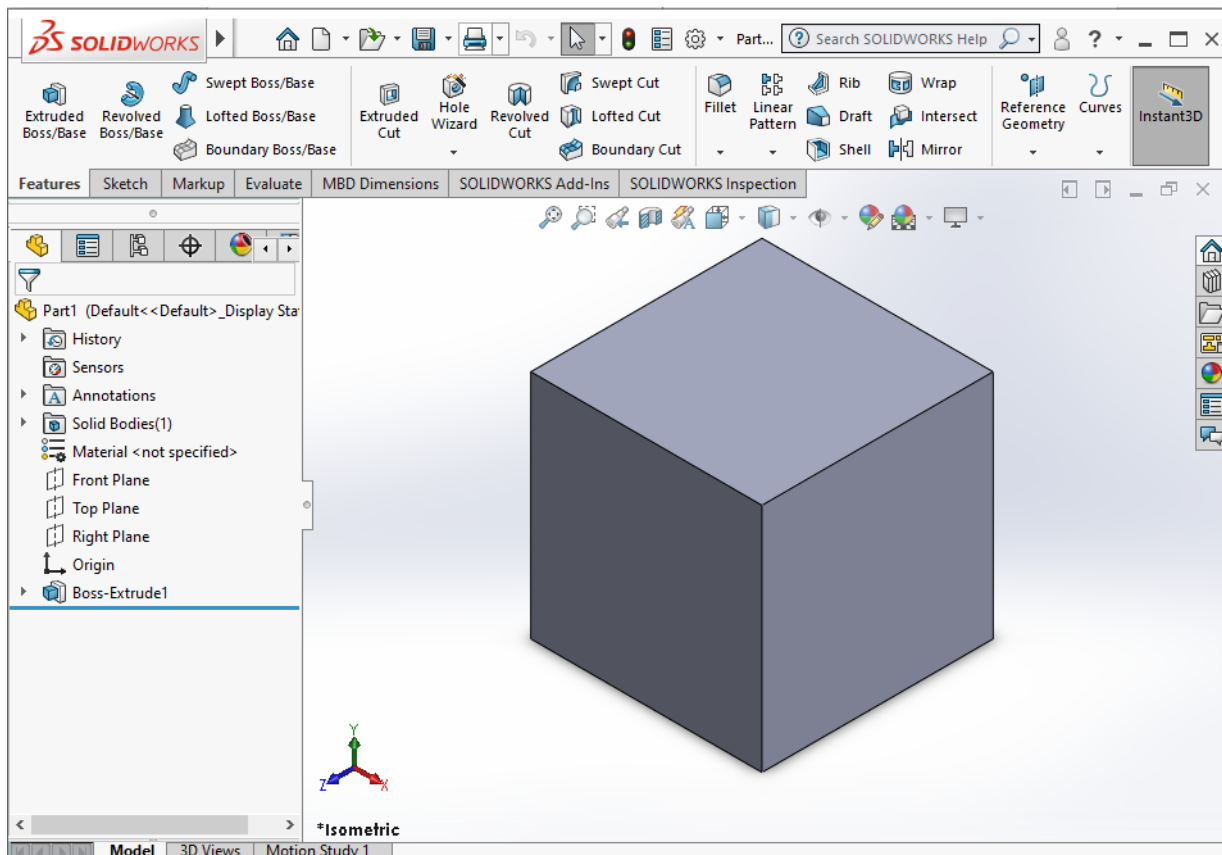 SOLIDWORKS
Part...
Search SOLIDWORKS Help
?
Extruded Boss/Base
Revolved Boss/Base
Swept Boss/Base
Lofted Boss/Base
Boundary Boss/Base
Extruded Cut
Hole Wizard
Revolved Cut
Swept Cut
Lofted Cut
Boundary Cut
Fillet
Linear Pattern
Rib
Draft
Shell
Wrap
Intersect
Mirror
Reference Geometry
Curves
Instant3D
Features Sketch Markup Evaluate MBD Dimensions SOLIDWORKS Add-Ins SOLIDWORKS Inspection
Part1 (Default<<Default>_Display Sta
History
Sensors
Annotations
Solid Bodies(1)
Material <not specified>
Front Plane
Top Plane
Right Plane
Origin
Boss-Extrude1
Y
Z
X
*Isometric
Model 3D Views Motion Study 1